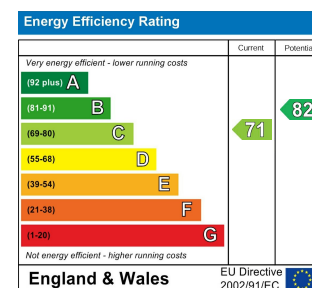 Energy Efficiency Rating
Current Potentia
Very energy efficient - lower running costs
(92 plus) A
(81-91) B 82
(69-80) C 71
(55-68) D
(39-54) E
(21-38) F
(1-20) G
Not energy efficient - higher running costs
England & Wales
EU Directive
2002/91/EC